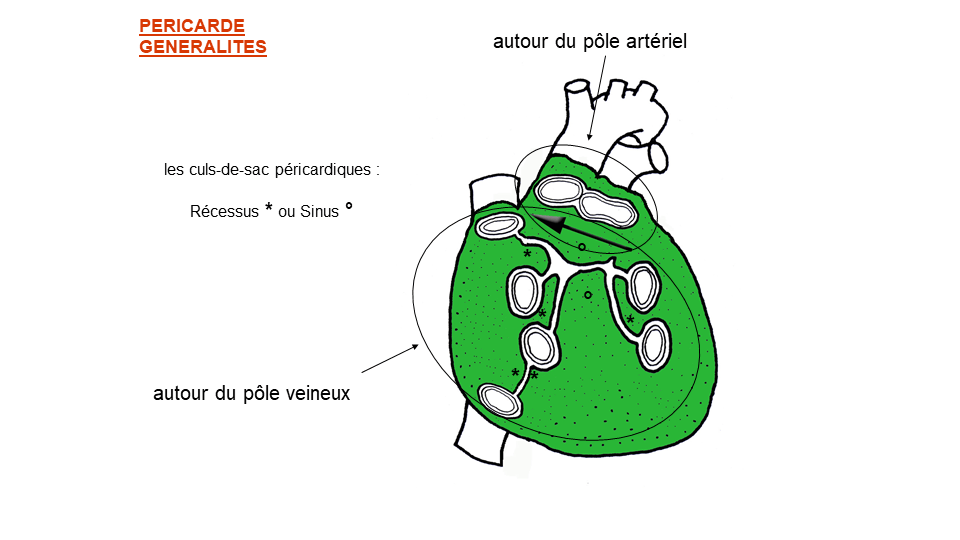 PERICARDE
GENERALITES
autour du pôle artériel
les culs-de-sac péricardiques :
Récessus * ou Sinus °
autour du pôle veineux